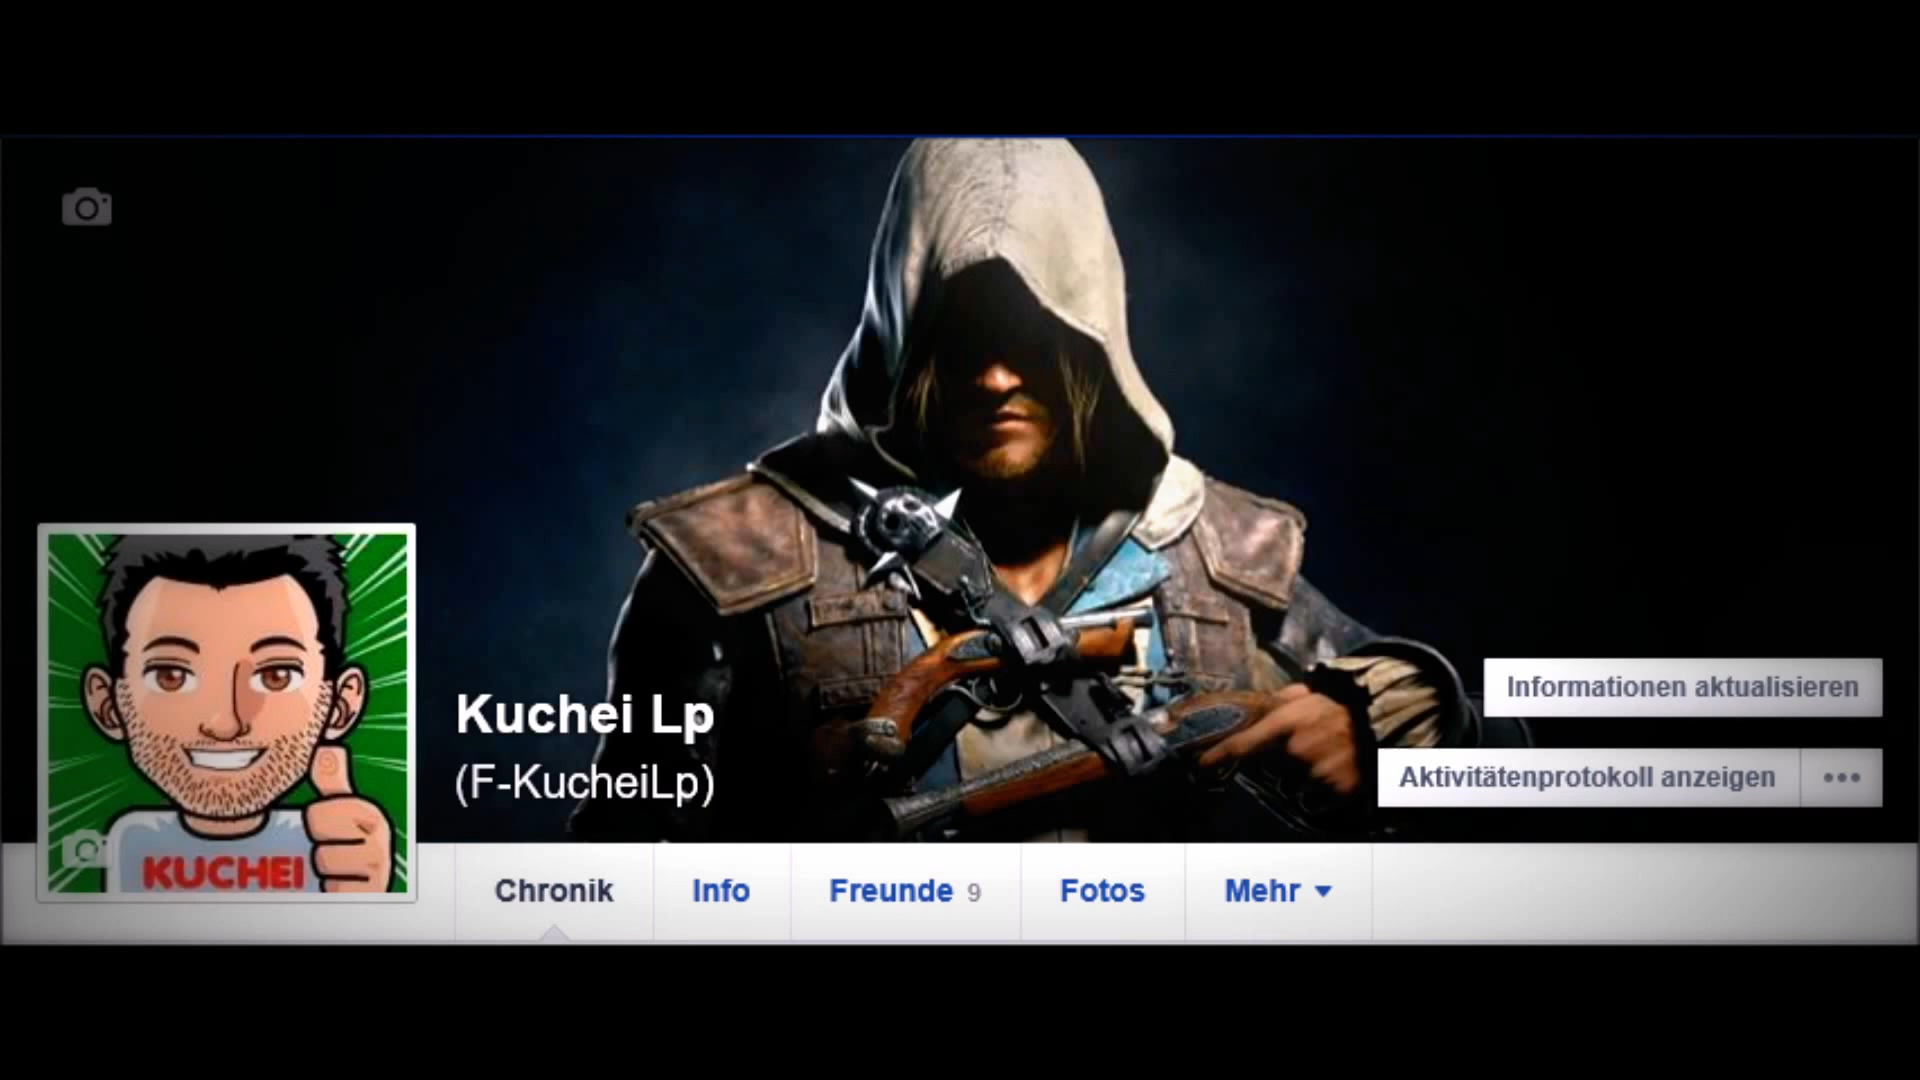 Kuchei Lp
(F-KucheiLp)
Informationen aktualisieren
Aktivitätenprotokoll anzeigen
KUCHEI
Chronik Info Freunde 9 Fotos Mehr